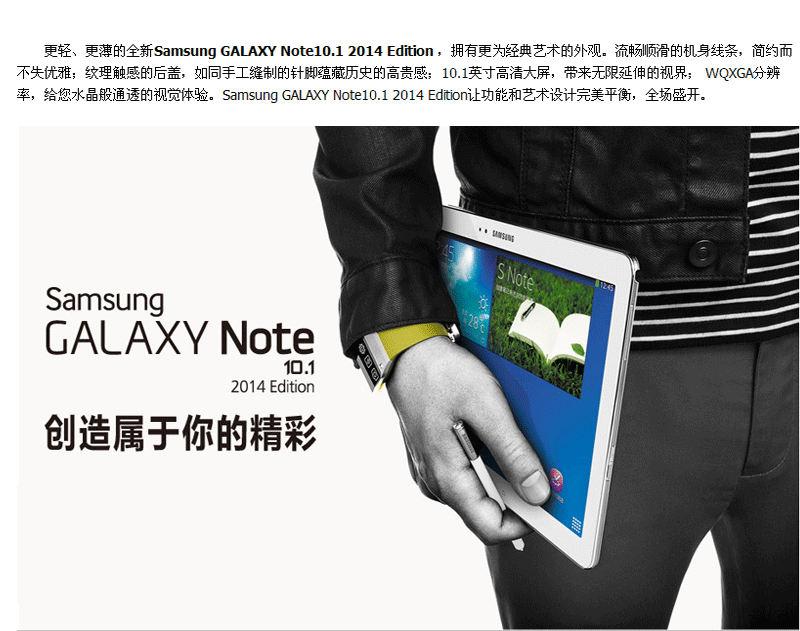 更轻、更薄的全新Samsung GALAXY Note10.1 2014 Edition ，拥有更为经典艺术的外观。流畅顺滑的机身线条，简约而
不失优雅；纹理触感的后盖，如同手工缝制的针脚蕴藏历史的高贵感；10.1英寸高清大屏，带来无限延伸的视界； WQXGA分辨
率，给您水晶般通透的视觉体验。Samsung GALAXY Note10.1 2014 Edition让功能和艺术设计完美平衡，全场盛开。
SAMSUNG
S Note
12:45
28°C
Samsung
GALAXY Note
10.1
2014 Edition
创造属于你的精彩